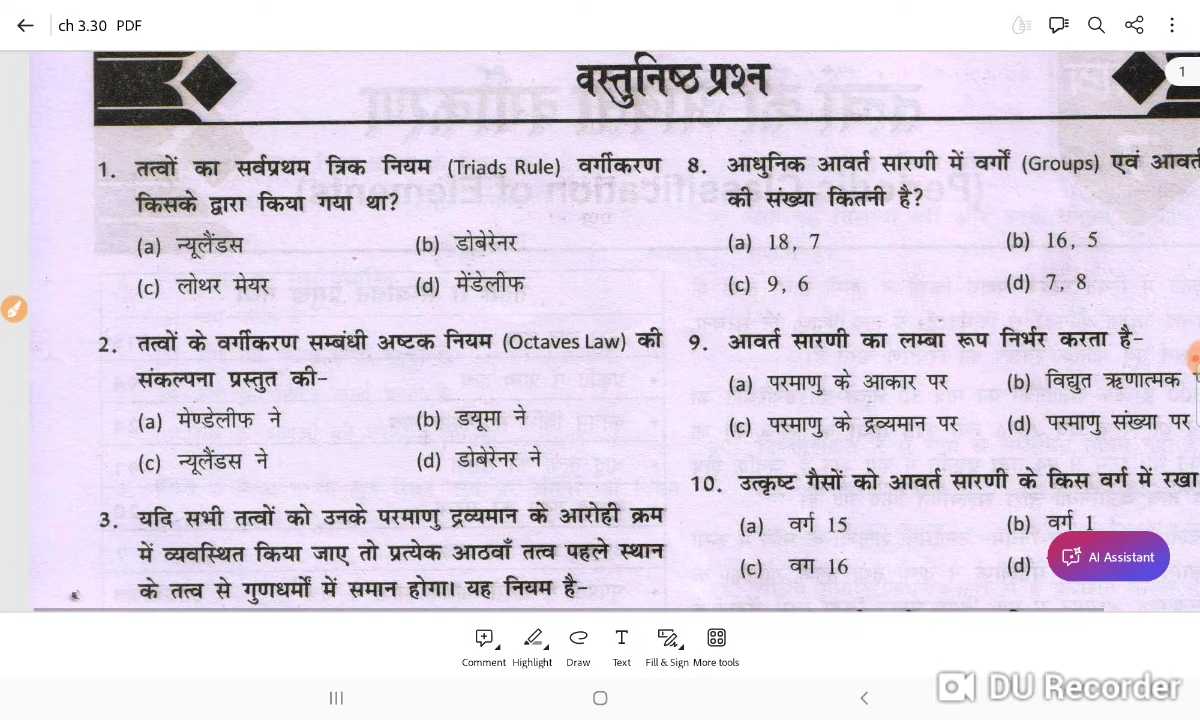 ch 3.30 PDF
वस्तुनिष्ठ प्रश्न
1
1. तत्वों का सर्वप्रथम त्रिक नियम (Triads Rule) वर्गीकरण
किसके द्वारा किया गया था?
(a) न्यूलैंडस (b) डोबेरेनर
(c) लोथर मेयर (d) मेंडेलीफ
2. तत्वों के वर्गीकरण सम्बंधी अष्टक नियम (Octaves Law) की
संकल्पना प्रस्तुत की-
(a) मेण्डेलीफ ने (b) डयूमा ने
(c) न्यूलैंडस ने (d) डोबेरेनर ने
3. यदि सभी तत्वों को उनके परमाणु द्रव्यमान के आरोही क्रम
में व्यवस्थित किया जाए तो प्रत्येक आठवाँ तत्व पहले स्थान
के तत्व से गुणधर्मो में समान होगा। यह नियम है-
8. आधुनिक आवर्त सारणी में वर्गों (Groups) एवं आवर्त
की संख्या कितनी है?
(a) 18, 7 (b) 16, 5
(c) 9, 6 (d) 7, 8
9. आवर्त सारणी का लम्बा रूप निर्भर करता है-
(a) परमाणु के आकार पर (b) विद्युत ऋणात्मक
(c) परमाणु के द्रव्यमान पर (d) परमाणु संख्या पर
10. उत्कृष्ट गैसों को आवर्त सारणी के किस वर्ग में रखा
(a) वर्ग 15 (b) वर्ग 1
(c) वग 16 (d)
AI Assistant
Comment Highlight Draw Text Fill & Sign More tools
DU Recorder